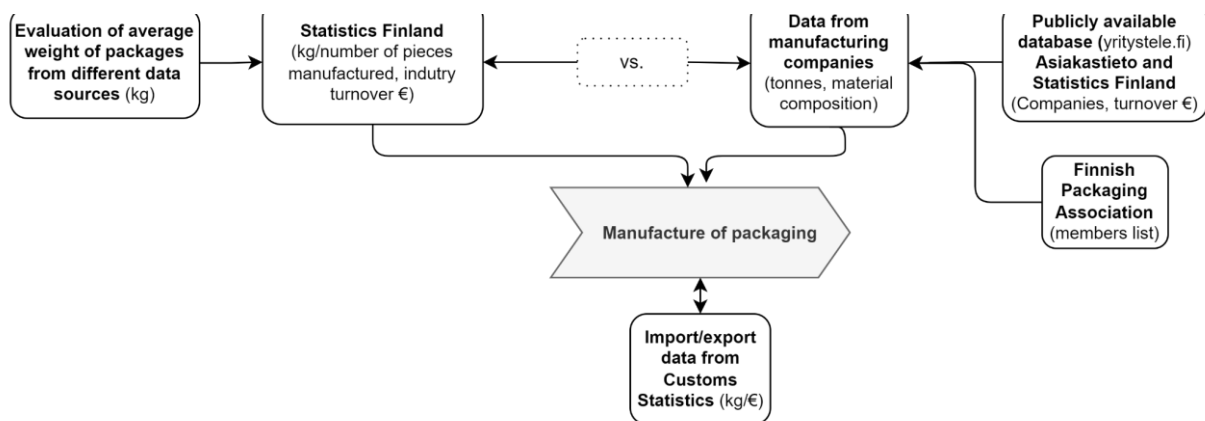 Evaluation of average
weight of packages
from different data
sources (kg)
Statistics Finland
(kg/number of pieces
manufactured, indutry
turnover €)
vs.
Data from
manufacturing
companies
(tonnes, material
composition)
Publicly available
database (yritystele.fi)
Asiakastieto and
Statistics Finland
(Companies, turnover €)
Finnish
Packaging
Association
(members list)
Manufacture of packaging
Import/export
data from
Customs
Statistics (kg/€)